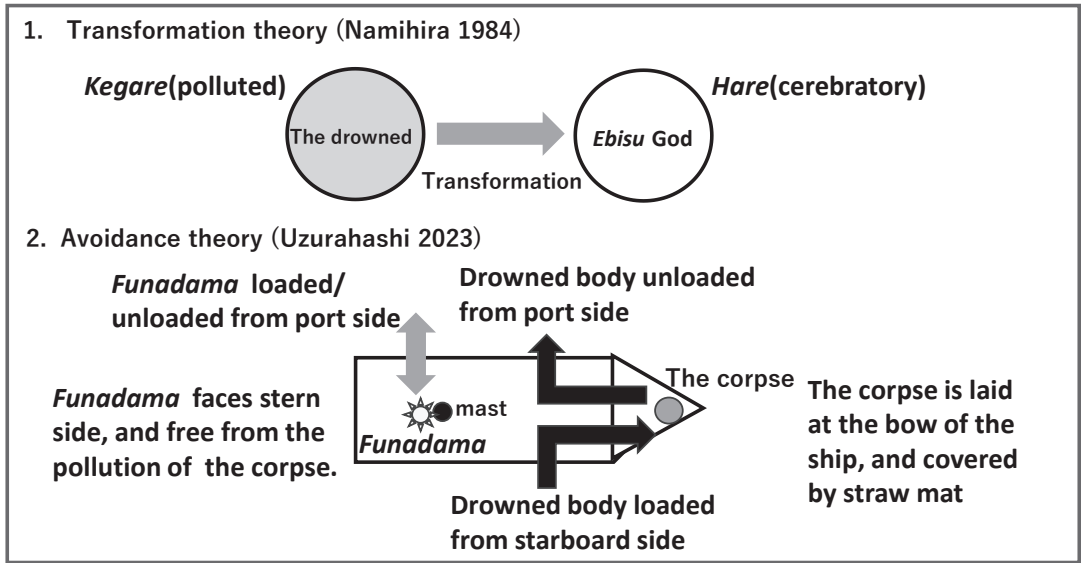 1. Transformation theory (Namihira 1984)
Kegare(polluted)
Hare(cerebratory)
The drowned
Ebisu God
Transformation
2. Avoidance theory (Uzurahashi 2023)
Funadama loaded/
unloaded from port side
Drowned body unloaded
from port side
Funadama faces stern
side, and free from the
pollution of the corpse.
mast
Funadama
The corpse
The corpse is laid
at the bow of the
ship, and covered
by straw mat
Drowned body loaded
from starboard side